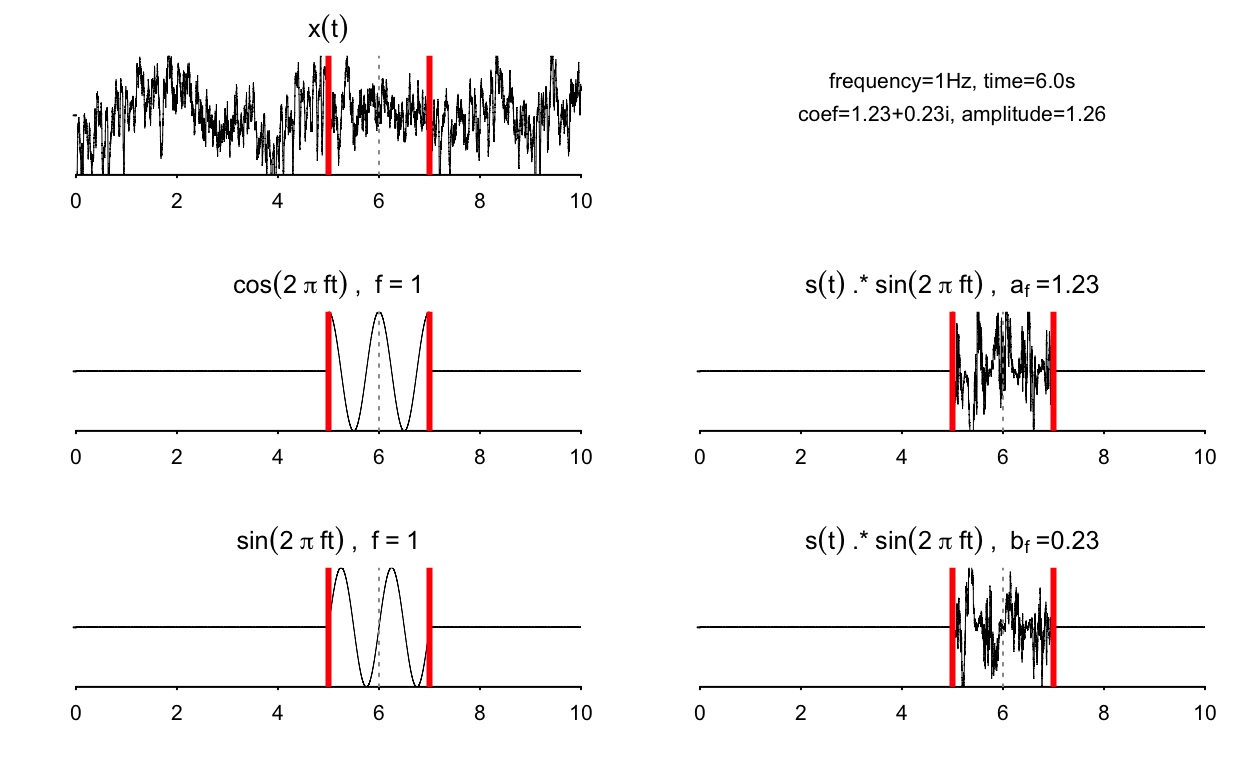 x(t)
frequency=1Hz, time=6.0s
coef=1.23+0.23i, amplitude=1.26
0 2 4 6 8 10
cos(2 π ft) , f = 1
s(t) .* sin(2 π ft) , a_f =1.23
0 2 4 6 8 10
0 2 4 6 8 10
sin(2 π ft) , f = 1
s(t) .* sin(2 π ft) , b_f =0.23
0 2 4 6 8 10
0 2 4 6 8 10